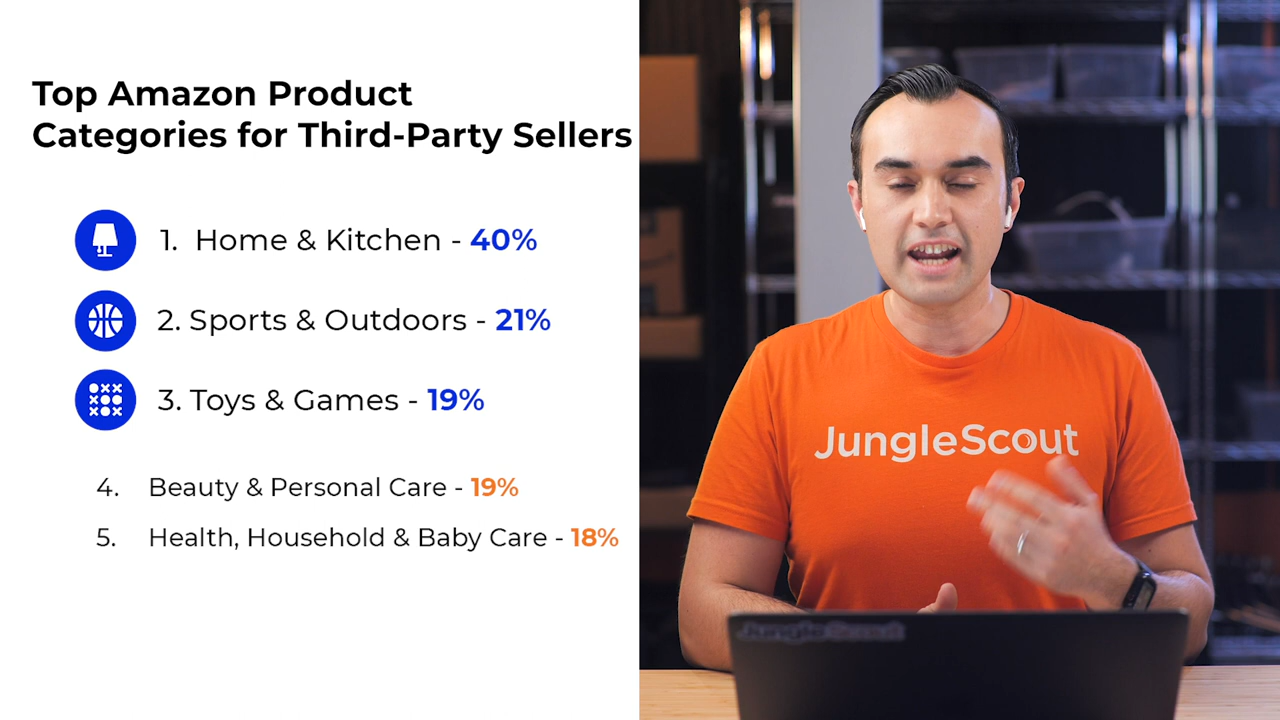 Top Amazon Product
Categories for Third-Party Sellers
1. Home & Kitchen - 40%
2. Sports & Outdoors - 21%
3. Toys & Games - 19%
4. Beauty & Personal Care - 19%
5. Health, Household & Baby Care - 18%
JungleScout
JungleScout